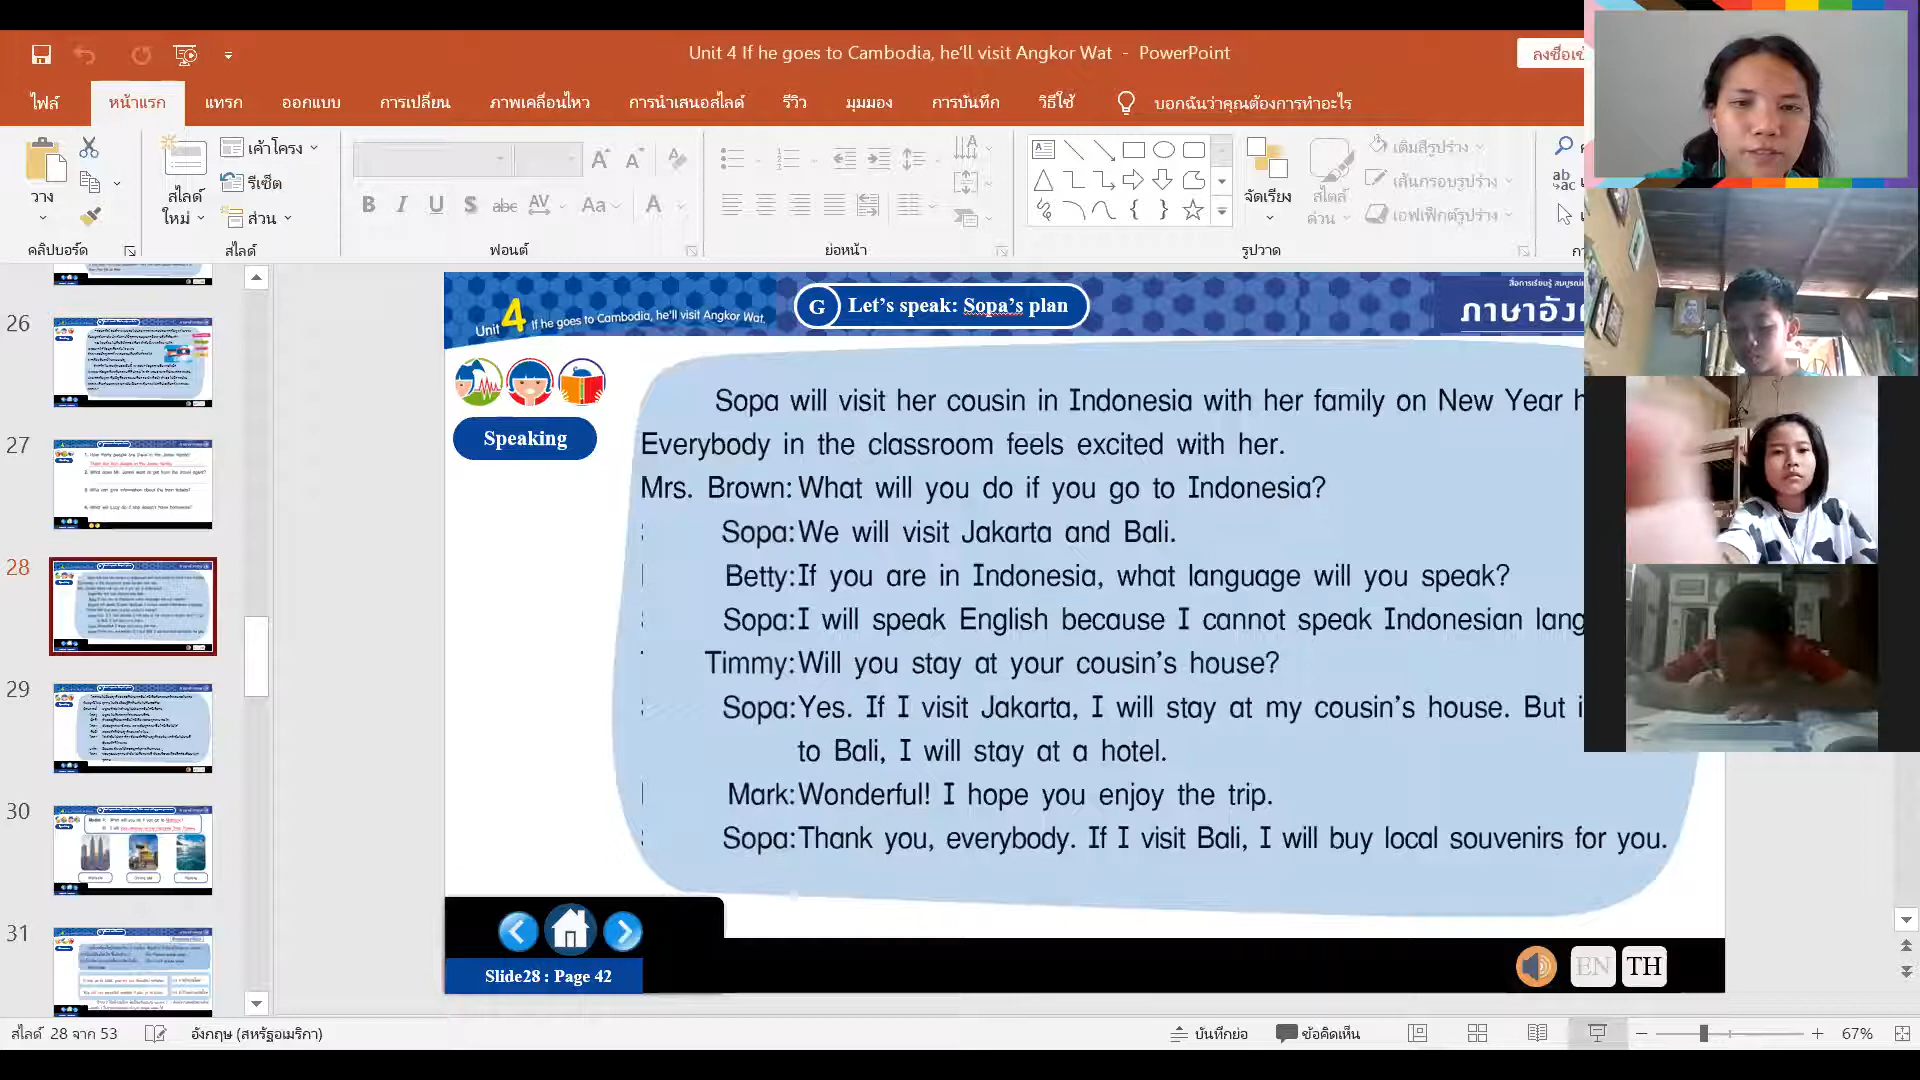 Unit 4 If he goes to Cambodia, he'll visit Angkor Wat - PowerPoint
ไฟล์ หน้าแรก แทรก ออกแบบ การเปลี่ยน ภาพเคลื่อนไหว การนำเสนอสไลด์ รีวิว มุมมอง การบันทึก วิธีใช้ บอกฉันว่าคุณต้องการทำอะไร
วาง
คลิปบอร์ด
สไลด์
ใหม่
เค้าโครง
รีเซ็ต
ส่วน
สไลด์
ฟอนต์
ย่อหน้า
จัดเรียง
สไตล์
ด่วน
เติมสีรูปร่าง
เส้นกรอบรูปร่าง
เอฟเฟ็กต์รูปร่าง
รูปวาด
26
27
28
29
30
31
Unit 4 If he goes to Cambodia, he'll visit Angkor Wat.
G Let's speak: Sopa's plan
Speaking
Sopa will visit her cousin in Indonesia with her family on New Year
Everybody in the classroom feels excited with her.
Mrs. Brown: What will you do if you go to Indonesia?
Sopa: We will visit Jakarta and Bali.
Betty: If you are in Indonesia, what language will you speak?
Sopa: I will speak English because I cannot speak Indonesian
Timmy: Will you stay at your cousin's house?
Sopa: Yes. If I visit Jakarta, I will stay at my cousin's house. But
to Bali, I will stay at a hotel.
Mark: Wonderful! I hope you enjoy the trip.
Sopa: Thank you, everybody. If I visit Bali, I will buy local souvenirs for you.
Slide28 : Page 42
EN TH
สไลด์ 28 จาก 53 อังกฤษ (สหรัฐอเมริกา) บันทึกย่อ ข้อคิดเห็น 67%